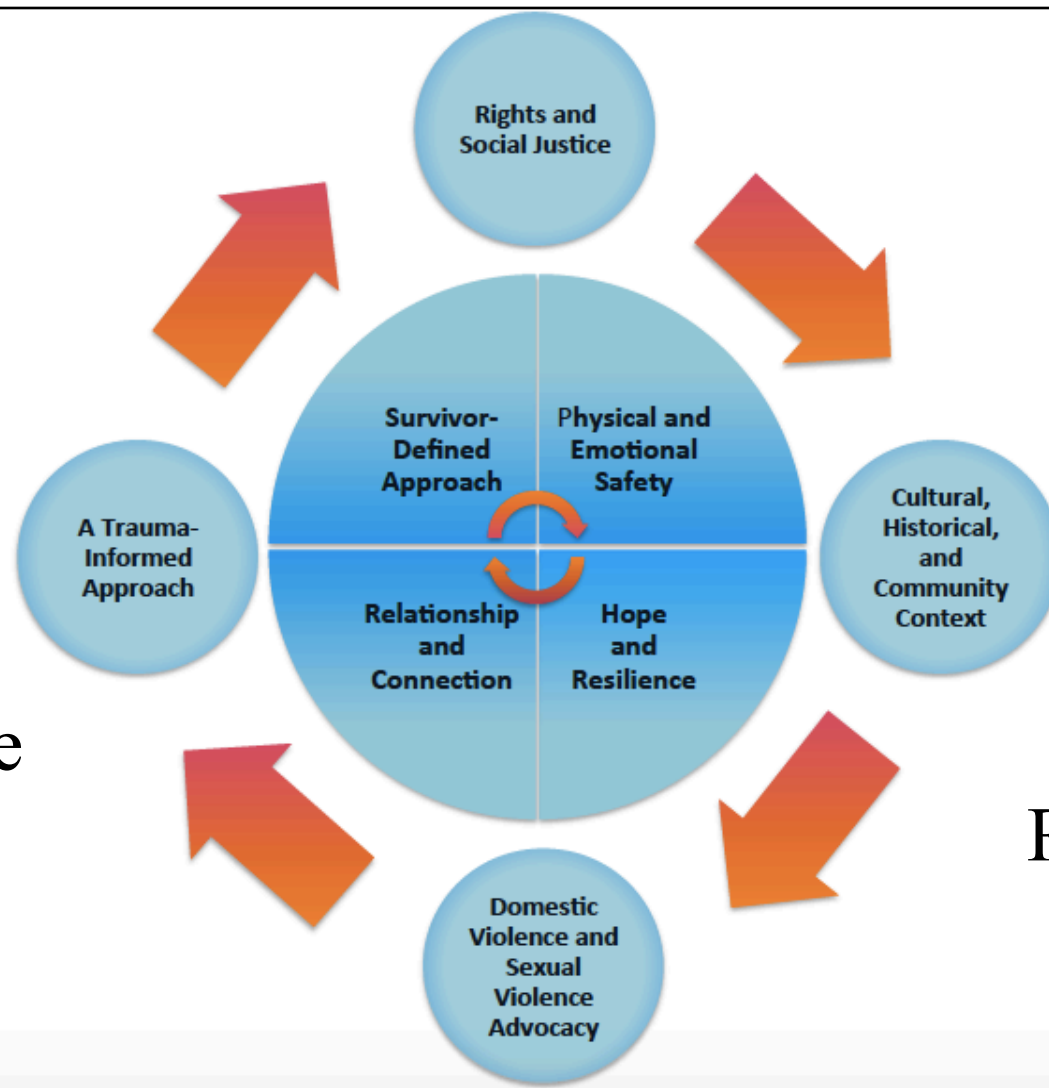 Rights and
Social Justice
Survivor-
Defined
Approach
Physical and
Emotional
Safety
A Trauma-
Informed
Approach
Cultural,
Historical,
and
Community
Context
Relationship
and
Connection
Hope
and
Resilience
e
Domestic
Violence and
Sexual
Violence
Advocacy